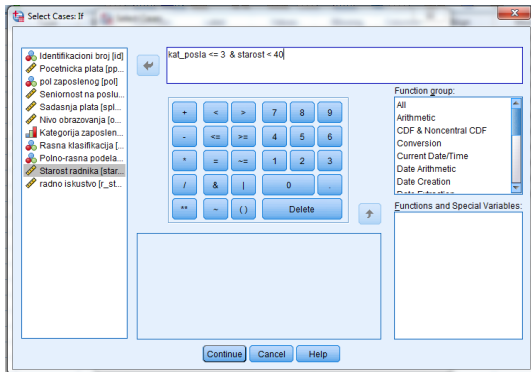 Select Cases: If
kat_posla <= 3 & starost < 40
Identifikacioni broj [id]
Pocetnicka plata [pp...
pol zaposlenog [pol]
Seniornost na poslu...
Sadasnja plata [spl...
Nivo obrazovanja [o...
Kategorija zaposlen...
Rasna klasifikacija [...
Polno-rasna podela...
Starost radnika [star...
radno iskustvo [r_st...
+ < > 7 8 9
- <= >= 4 5 6
* = ~= 1 2 3
/ & | 0 .
** ~ ( ) Delete
Function group:
All
Arithmetic
CDF & Noncentral CDF
Conversion
Current Date/Time
Date Arithmetic
Date Creation
Date Extraction
Functions and Special Variables:
Continue Cancel Help